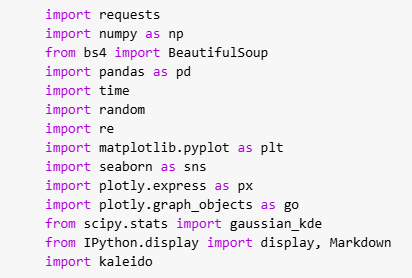 import requests
import numpy as np
from bs4 import BeautifulSoup
import pandas as pd
import time
import random
import re
import matplotlib.pyplot as plt
import seaborn as sns
import plotly.express as px
import plotly.graph_objects as go
from scipy.stats import gaussian_kde
from IPython.display import display, Markdown
import kaleido